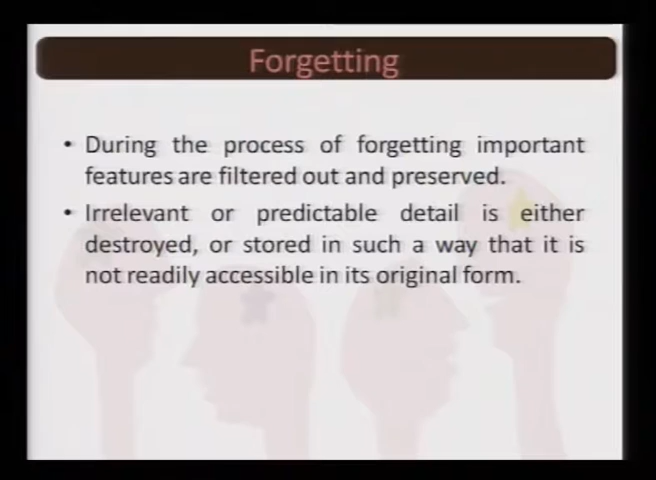 Forgetting
• During the process of forgetting important
features are filtered out and preserved.
• Irrelevant or predictable detail is either
destroyed, or stored in such a way that it is
not readily accessible in its original form.